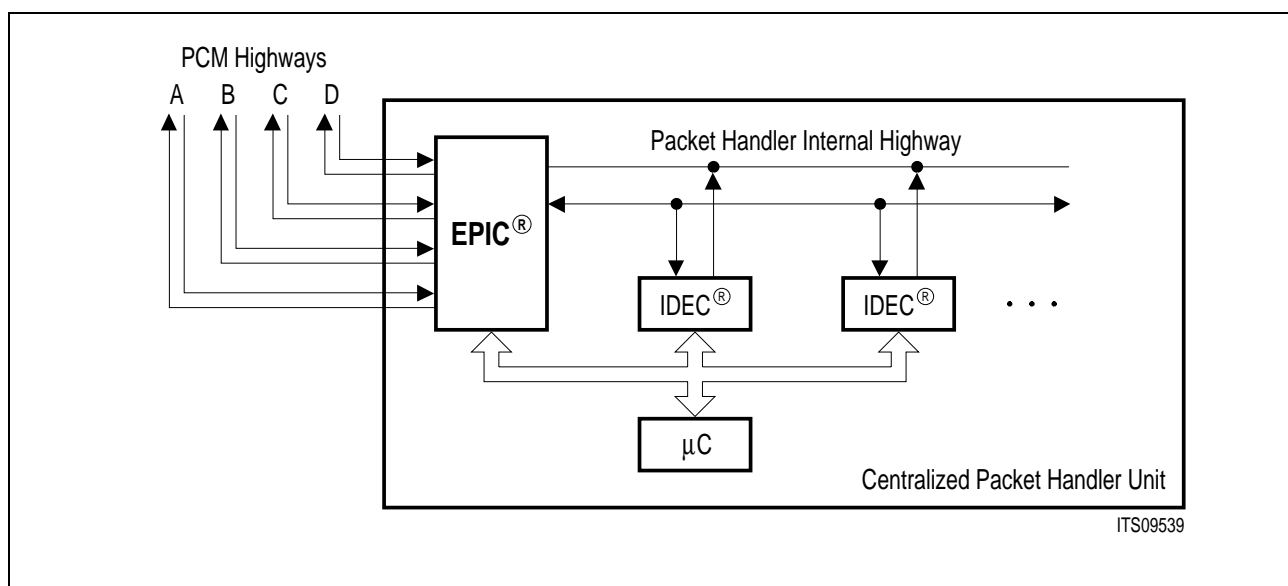 PCM Highways
A B C D
Packet Handler Internal Highway
EPIC®
IDEC® IDEC® . . .
µC
Centralized Packet Handler Unit
ITS09539